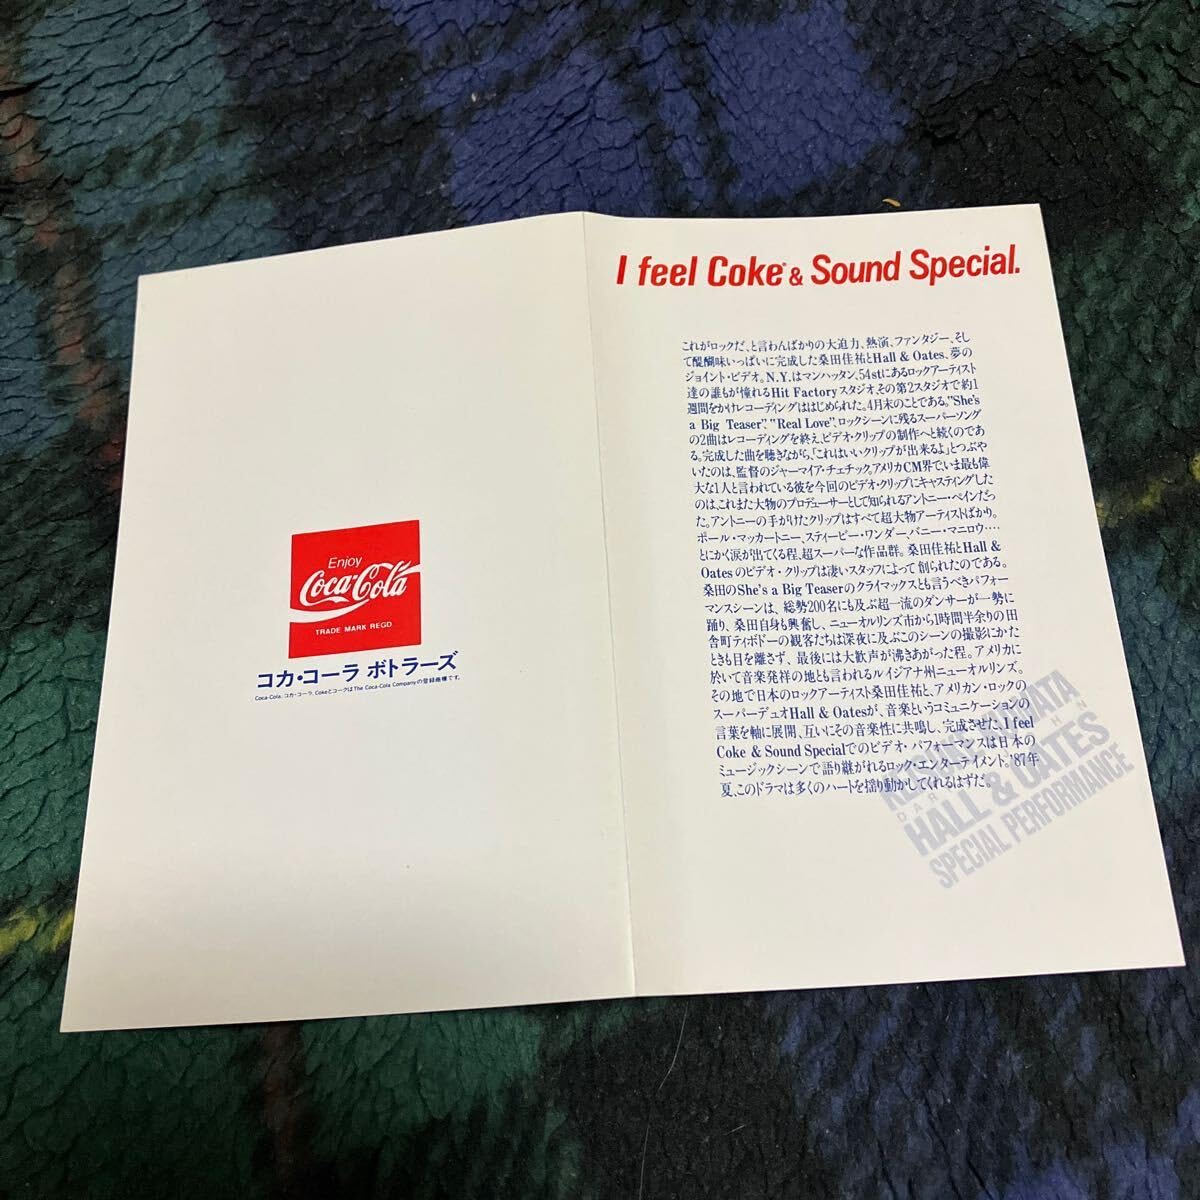 I feel Coke® & Sound Special.
これがロックだ、と言わんばかりの大迫力、熱演、ファンタジー、そし
て醍醐味いっぱいに完成した桑田佳祐とHall & Oates、夢の
ジョイント・ビデオ。N.Y.はマンハッタン、54stにあるロックアーティスト
達の誰もが憧れるHit Factoryスタジオ、その第2スタジオで約1
週間をかけレコーディングははじめられた。4月末のことである。"She's
a Big Teaser", "Real Love"、ロックシーンに残るスーパーソング
の2曲はレコーディングを終え、ビデオ・クリップの制作へと続くのであ
る。完成した曲を聴きながら、「これはいいクリップが出来るよ」とつぶや
いたのは、監督のジャーマイア・チェチック。アメリカCM界で、いま最も偉
大な1人と言われている彼を今回のビデオ・クリップにキャスティングした
のは、これまた大物のプロデューサーとして知られるアントニー・ペインだっ
た。アントニーの手がけたクリップはすべて超大物アーティストばかり。
ポール・マッカートニー、スティービー・ワンダー、バニー・マニロウ‥‥
とにかく涙が出てくる程、超スーパーな作品群。桑田佳祐とHall &
Oatesのビデオ・クリップは凄いスタッフによって創られたのである。
桑田のShe's a Big Teaserのクライマックスとも言うべきパフォー
マンスシーンは、総勢200名にも及ぶ超一流のダンサーが一勢に
踊り、桑田自身も興奮し、ニューオルリンズ市から1時間半余りの田
舎町ティボドーの観客たちは深夜に及ぶこのシーンの撮影にかた
ときも目を離さず、最後には大歓声が沸きあがった程。アメリカに
於いて音楽発祥の地とも言われるルイジアナ州ニューオルリンズ。
その地で日本のロックアーティスト桑田佳祐と、アメリカン・ロックの
スーパーデュオHall & Oatesが、音楽というコミュニケーションの
言葉を軸に展開、互いにその音楽性に共鳴し、完成させた、I feel
Coke & Sound Specialでのビデオ・パフォーマンスは日本の
ミュージックシーンで語り継がれるロック・エンターテイメント。'87年
夏、このドラマは多くのハートを揺り動かしてくれるはずだ。
KEISUKE KUWATA
HALL & OATES
SPECIAL PERFORMANCE
Enjoy
Coca-Cola
TRADE MARK REGD
コカ・コーラ ボトラーズ
Coca-Cola、コカ・コーラ、CokeとコークはThe Coca-Cola Companyの登録商標です。